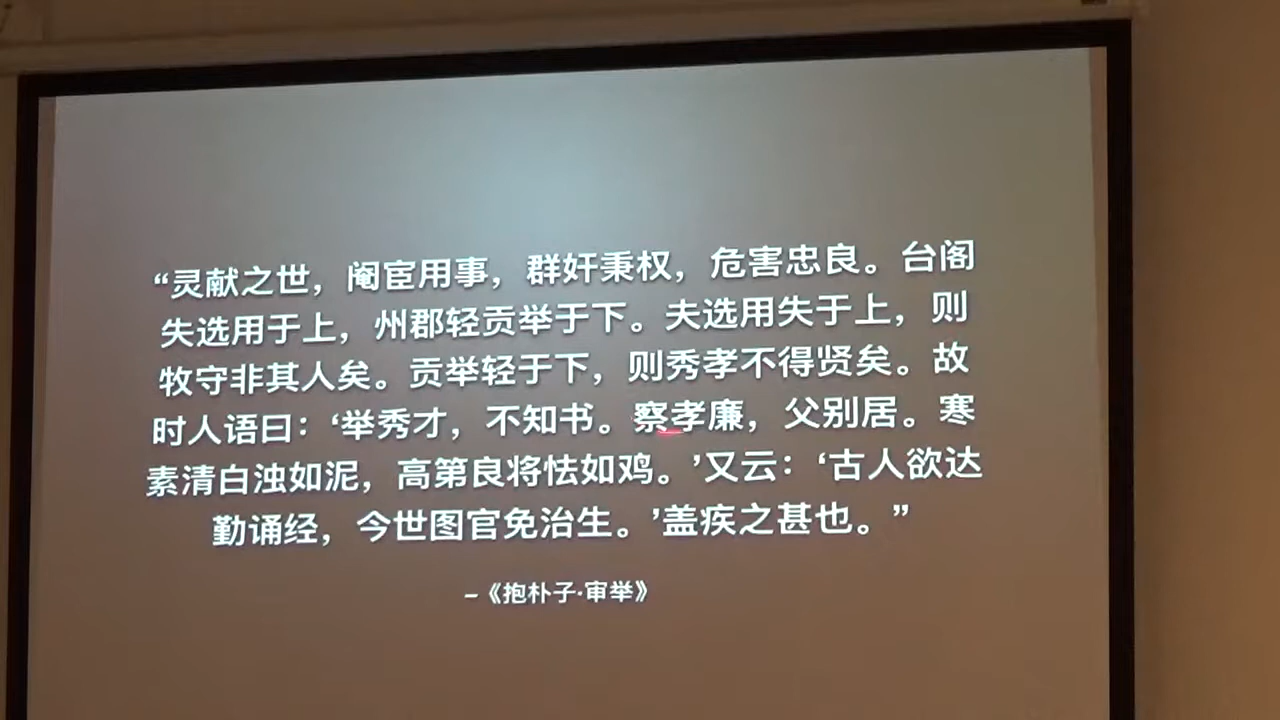 “灵献之世，阉宦用事，群奸秉权，危害忠良。台阁
失选用于上，州郡轻贡举于下。夫选用失于上，则
牧守非其人矣。贡举轻于下，则秀孝不得贤矣。故
时人语曰：‘举秀才，不知书。察孝廉，父别居。寒
素清白浊如泥，高第良将怯如鸡。’又云：‘古人欲达
勤诵经，今世图官免治生。’盖疾之甚也。”
–《抱朴子·审举》